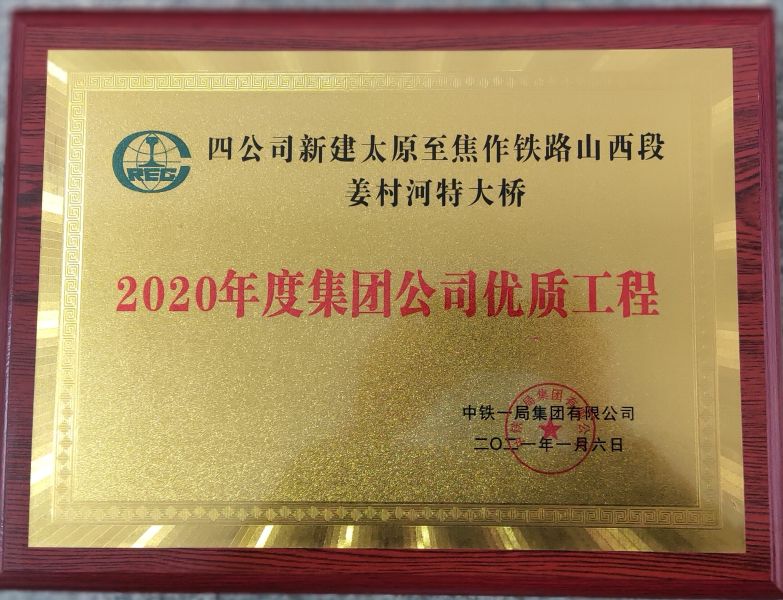 CREC
四公司新建太原至焦作铁路山西段
姜村河特大桥
2020年度集团公司优质工程
中铁一局集团有限公司
二〇二一年一月六日